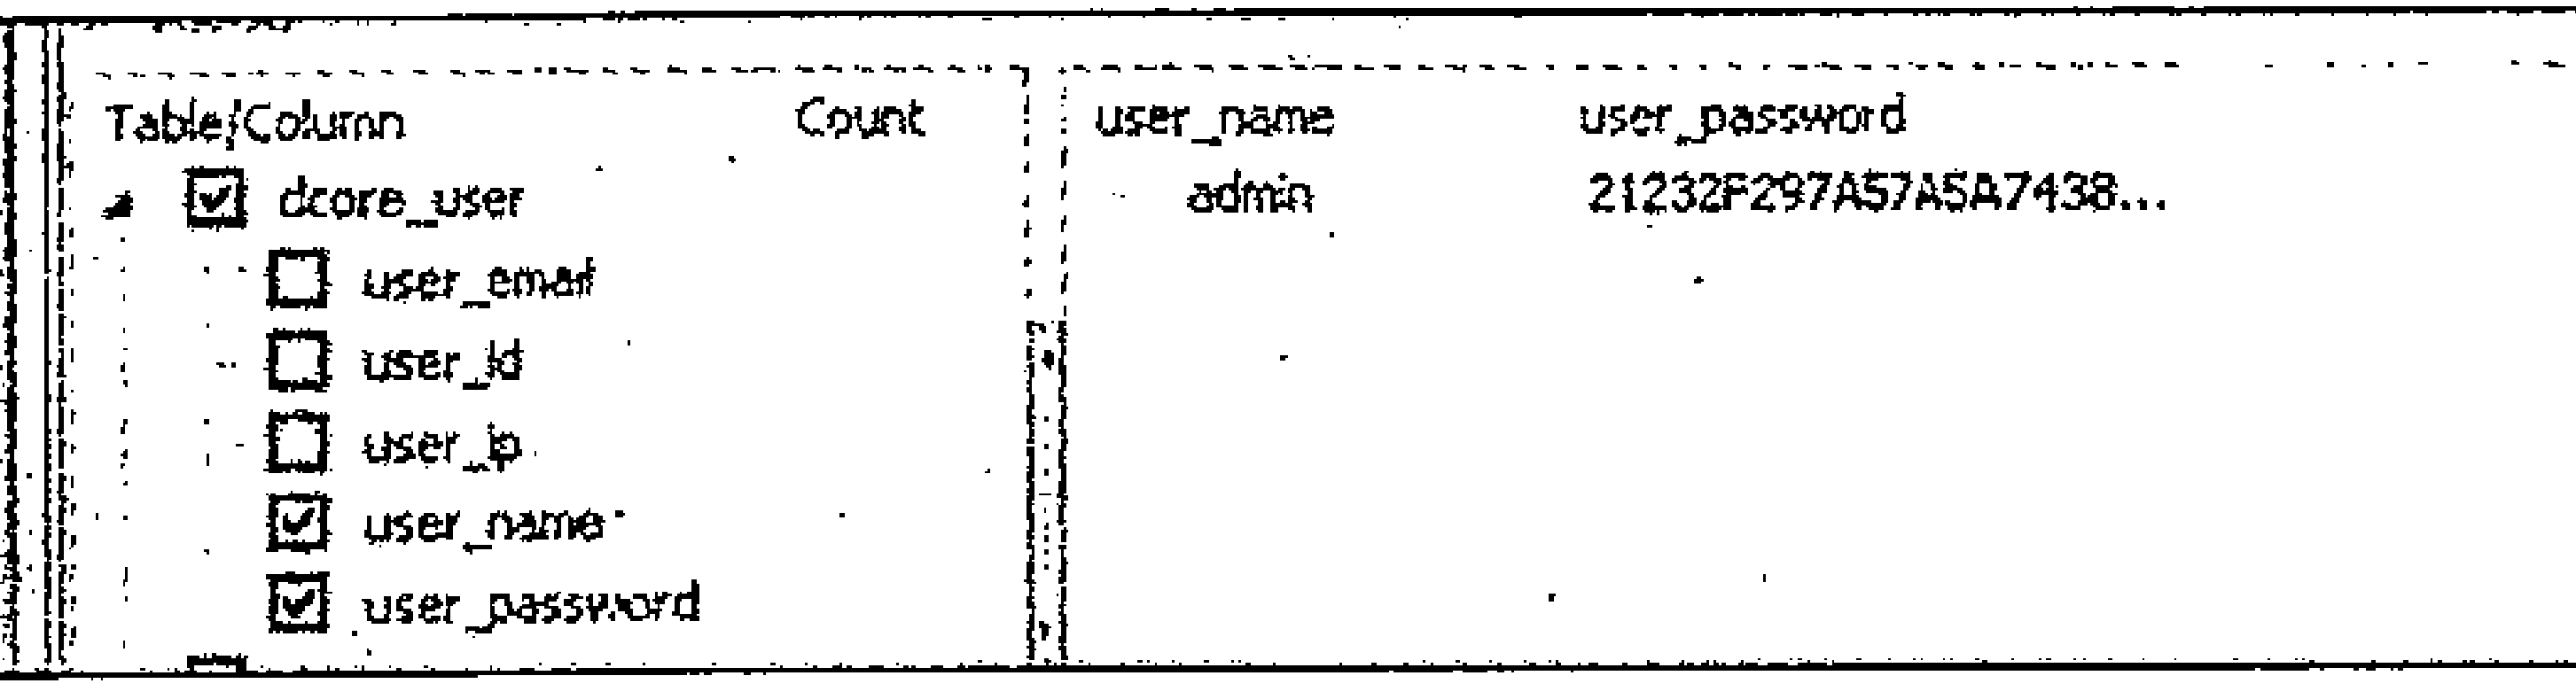 Table/Column Count
dcore_user
user_email
user_id
user_ip
user_name
user_password
user_name user_password
admin 21232F297A57A5A7438...